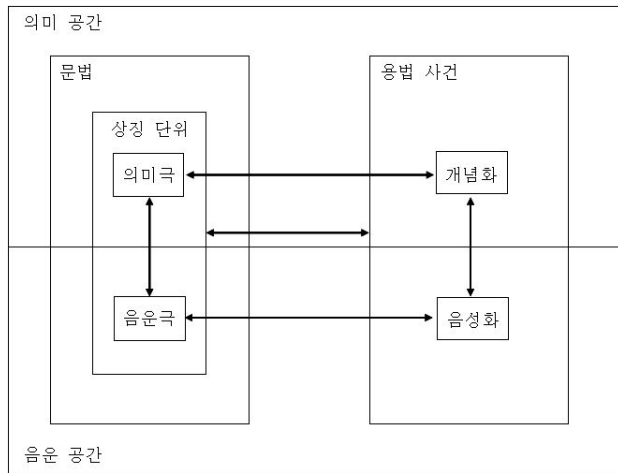 의미 공간
문법
용법 사건
상징 단위
의미극
개념화
음운극
음성화
음운 공간